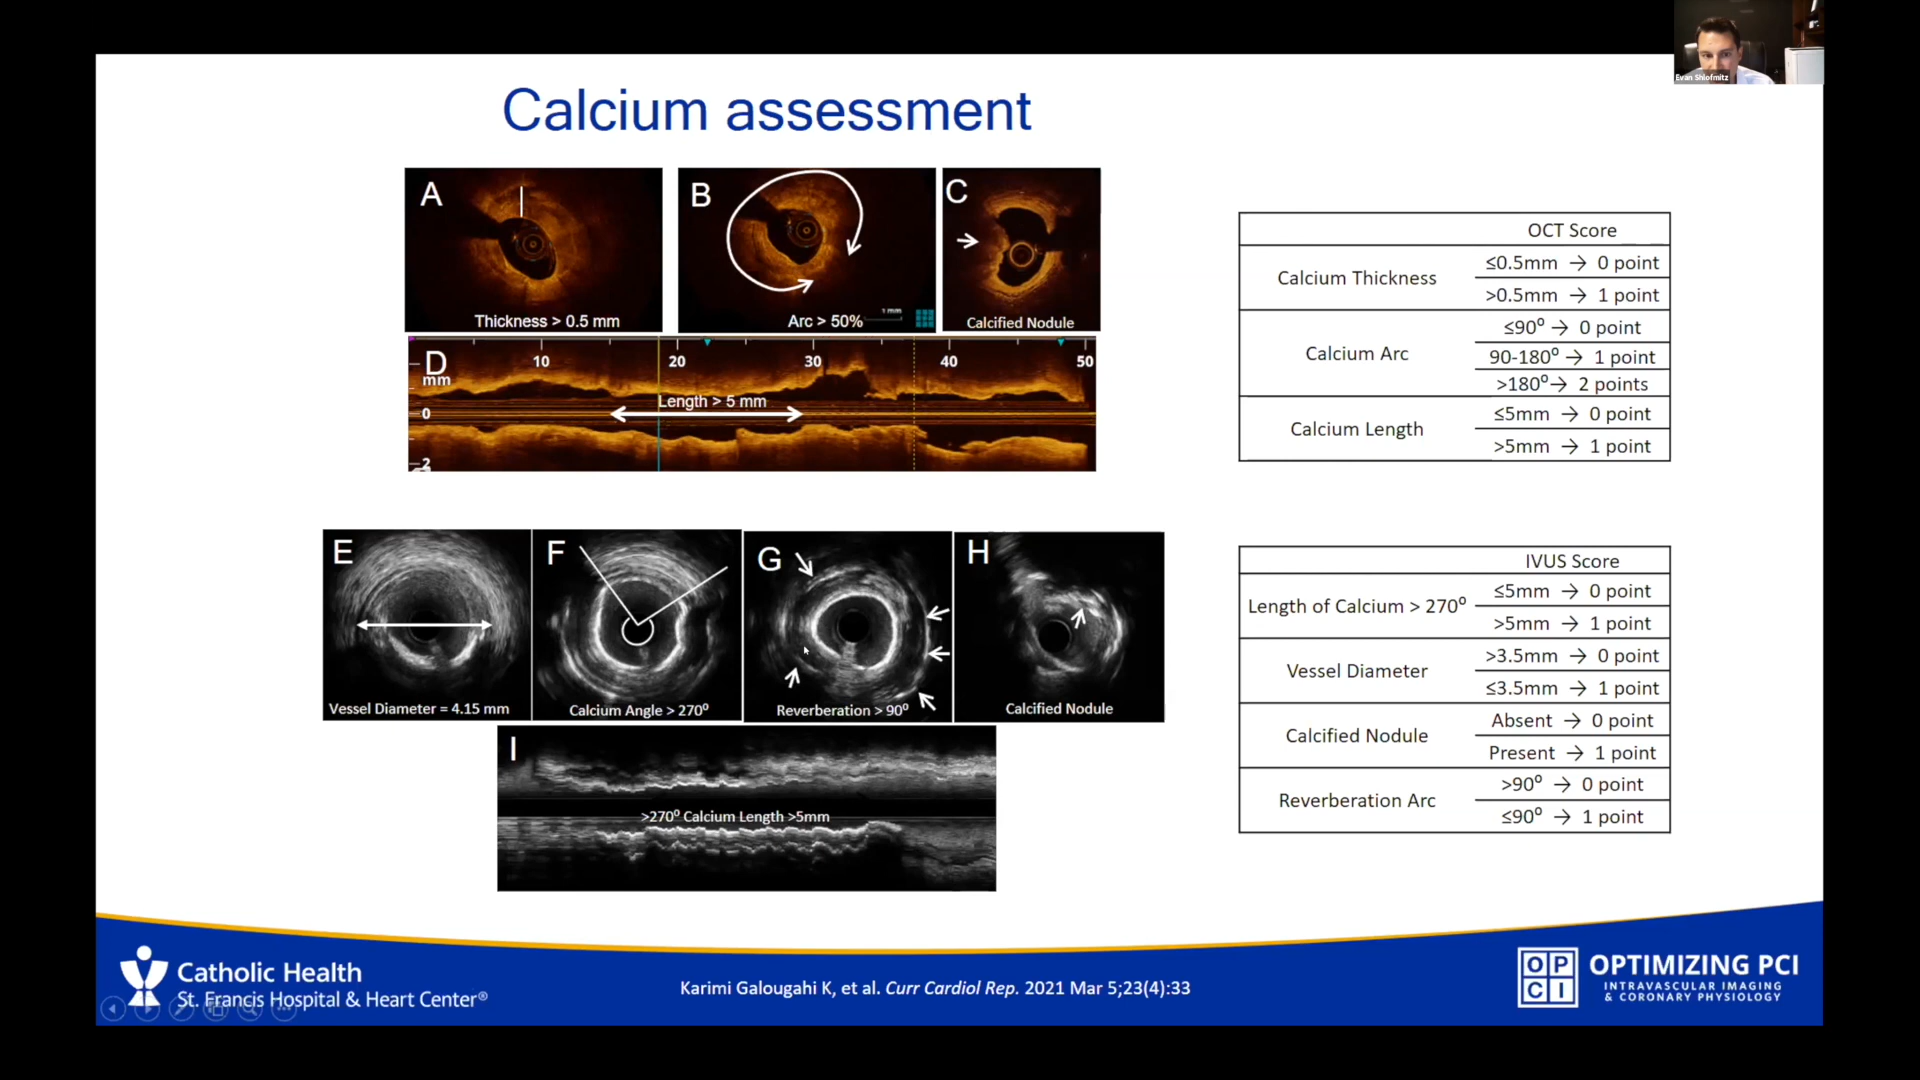 Evan Shlofmitz
Calcium assessment
A
Thickness > 0.5 mm
B
1 mm
Arc > 50%
C
Calcified Nodule
D
mm
10
20
30
40
50
0
2
Length > 5 mm
OCT Score
Calcium Thickness
≤0.5mm → 0 point
>0.5mm → 1 point
Calcium Arc
≤90⁰ → 0 point
90-180⁰ → 1 point
>180⁰→ 2 points
Calcium Length
≤5mm → 0 point
>5mm → 1 point
E
Vessel Diameter = 4.15 mm
F
Calcium Angle > 270⁰
G
Reverberation > 90⁰
H
Calcified Nodule
I
>270⁰ Calcium Length >5mm
IVUS Score
Length of Calcium > 270⁰
≤5mm → 0 point
>5mm → 1 point
Vessel Diameter
>3.5mm → 0 point
≤3.5mm → 1 point
Calcified Nodule
Absent → 0 point
Present → 1 point
Reverberation Arc
>90⁰ → 0 point
≤90⁰ → 1 point
Catholic Health
St. Francis Hospital & Heart Center®
Karimi Galougahi K, et al. Curr Cardiol Rep. 2021 Mar 5;23(4):33
OP
CI
OPTIMIZING PCI
INTRAVASCULAR IMAGING
& CORONARY PHYSIOLOGY